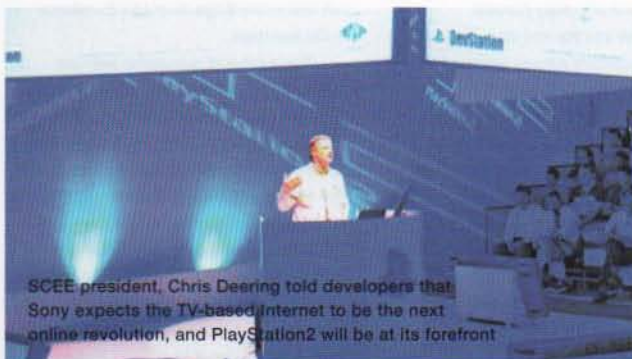 DevStation
SCEE president, Chris Deering told developers that
Sony expects the TV-based Internet to be the next
online revolution, and PlayStation2 will be at its forefront